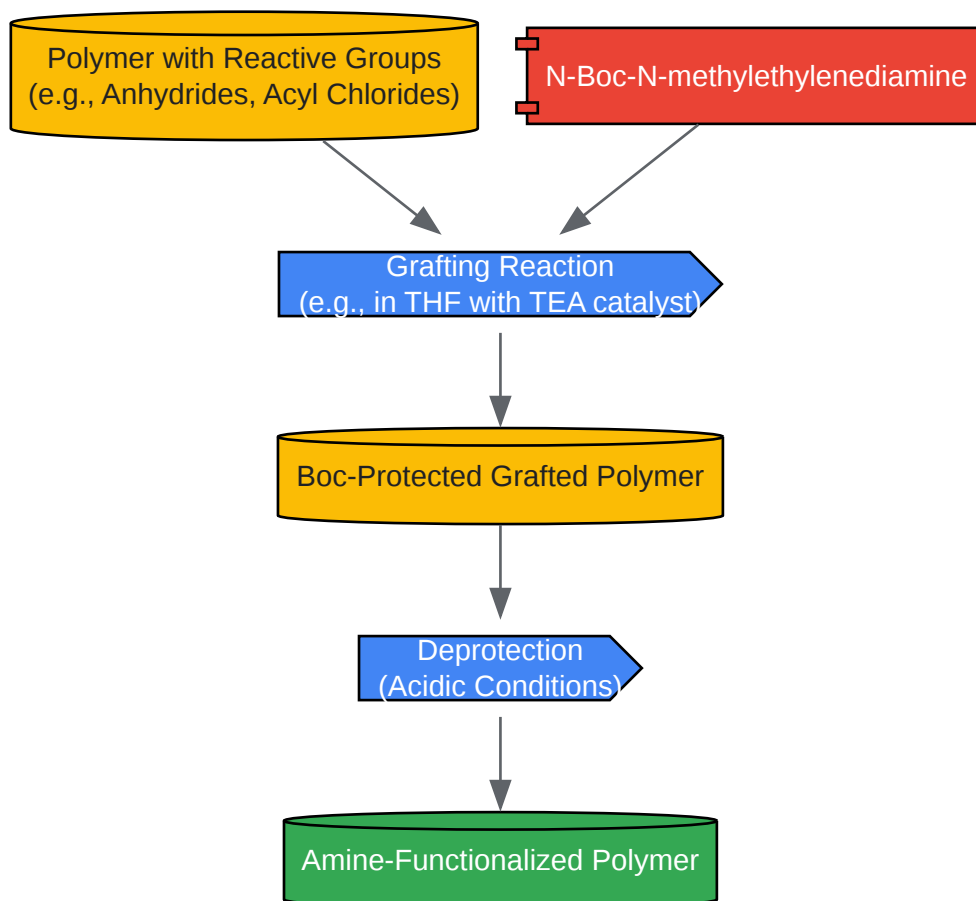 Polymer with Reactive Groups
(e.g., Anhydrides, Acyl Chlorides)
N-Boc-N-methylethylenediamine
Grafting Reaction
(e.g., in THF with TEA catalyst)
Boc-Protected Grafted Polymer
Deprotection
(Acidic Conditions)
Amine-Functionalized Polymer